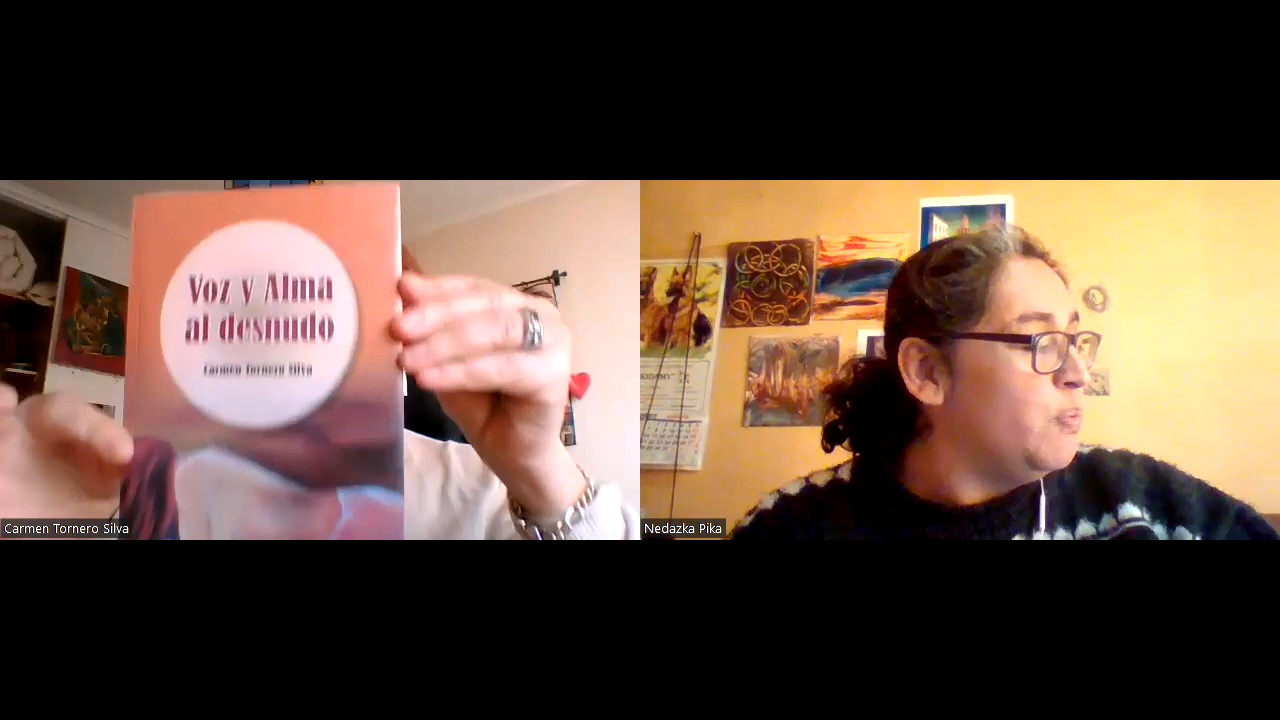 Voz y Alma
al desnudo
Carmen Tornero Silva
Carmen Tornero Silva
Nedazka Pika